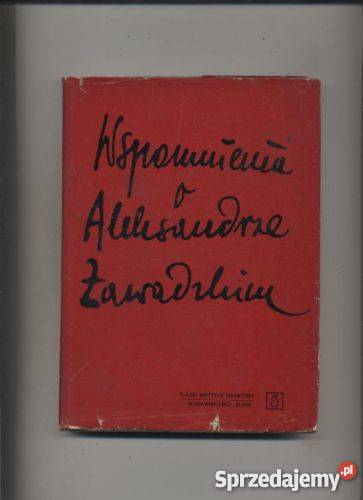 Wspomnienia
o
Aleksandrze
Zawadzkim
ŚLĄSKI INSTYTUT NAUKOWY
WYDAWNICTWO „ŚLĄSK”
Sprzedajemy.pl